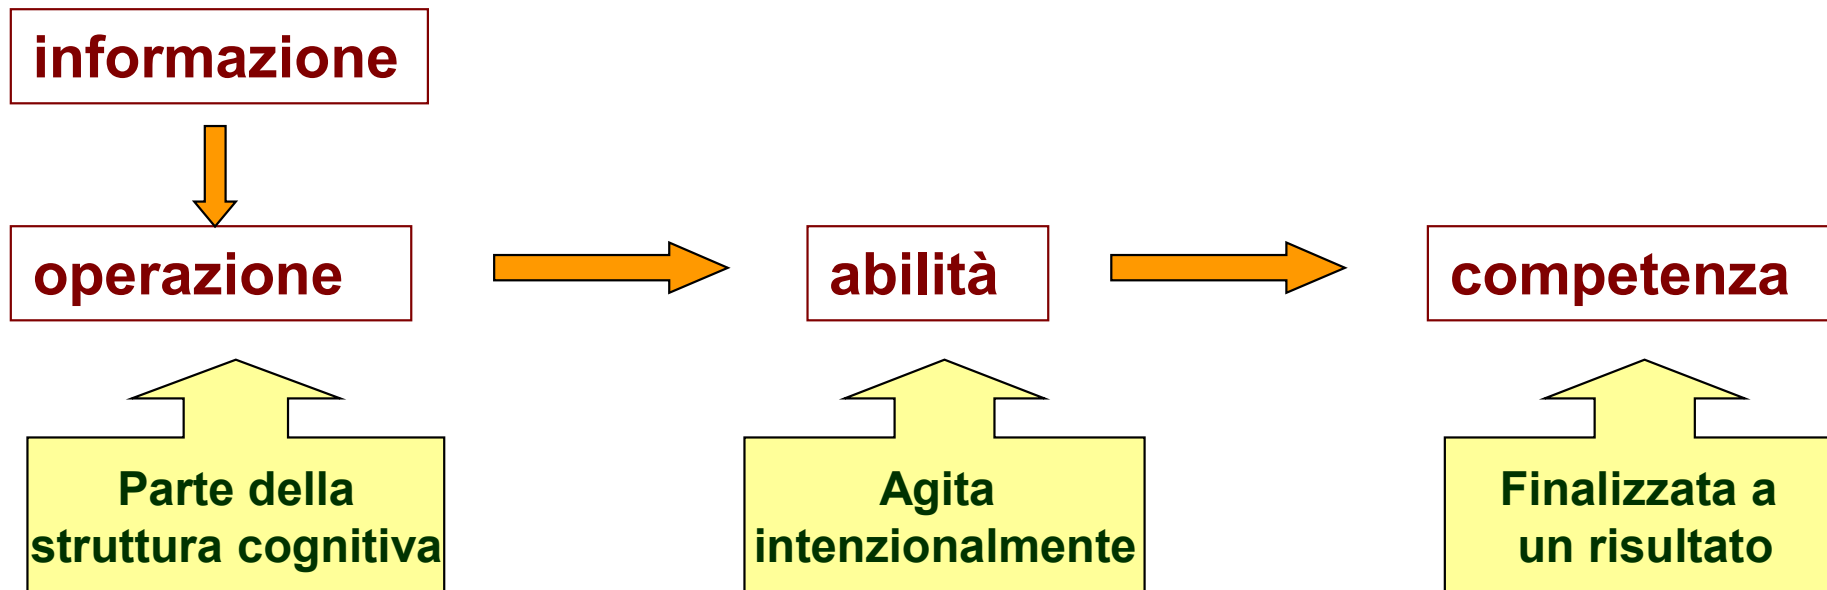 informazione
operazione
abilità
competenza
Parte della
struttura cognitiva
Agita
intenzionalmente
Finalizzata a
un risultato